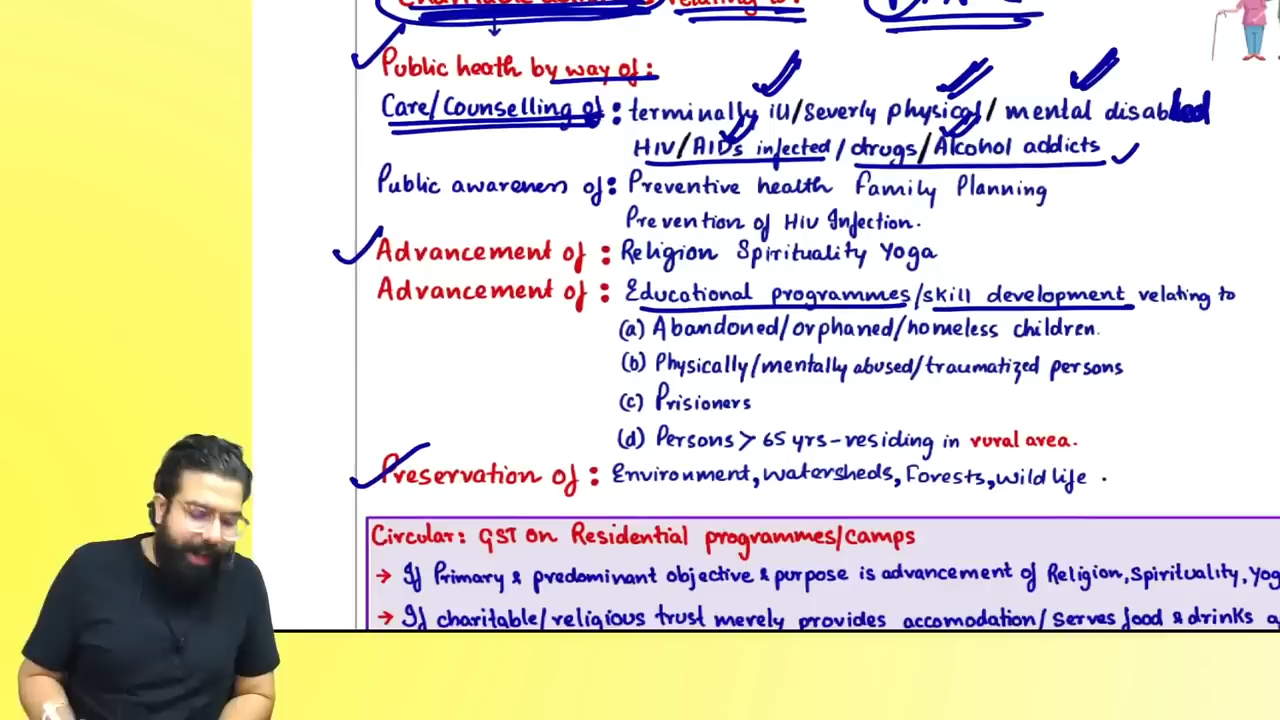 relating to:
Public heath by way of:
Care/Counselling of : terminally ill/severly physical/mental disabled
HIV/AIDs injected/drugs/Alcohol addicts
Public awareness of: Preventive health Family Planning
Prevention of HIV Infection.
Advancement of : Religion Spirituality Yoga
Advancement of : Educational programmes/skill development relating to
(a) Abandoned/orphaned/homeless children.
(b) Physically/mentally abused/traumatized persons
(c) Prisioners
(d) Persons > 65 yrs-residing in rural area.
Preservation of : Environment, watersheds, Forests, wild life .
Circular: GST on Residential programmes/camps
→ If Primary & predominant objective & purpose is advancement of Religion, Spirituality, Yog
→ If charitable/religious trust merely provides accomodation/ Serves food & drinks